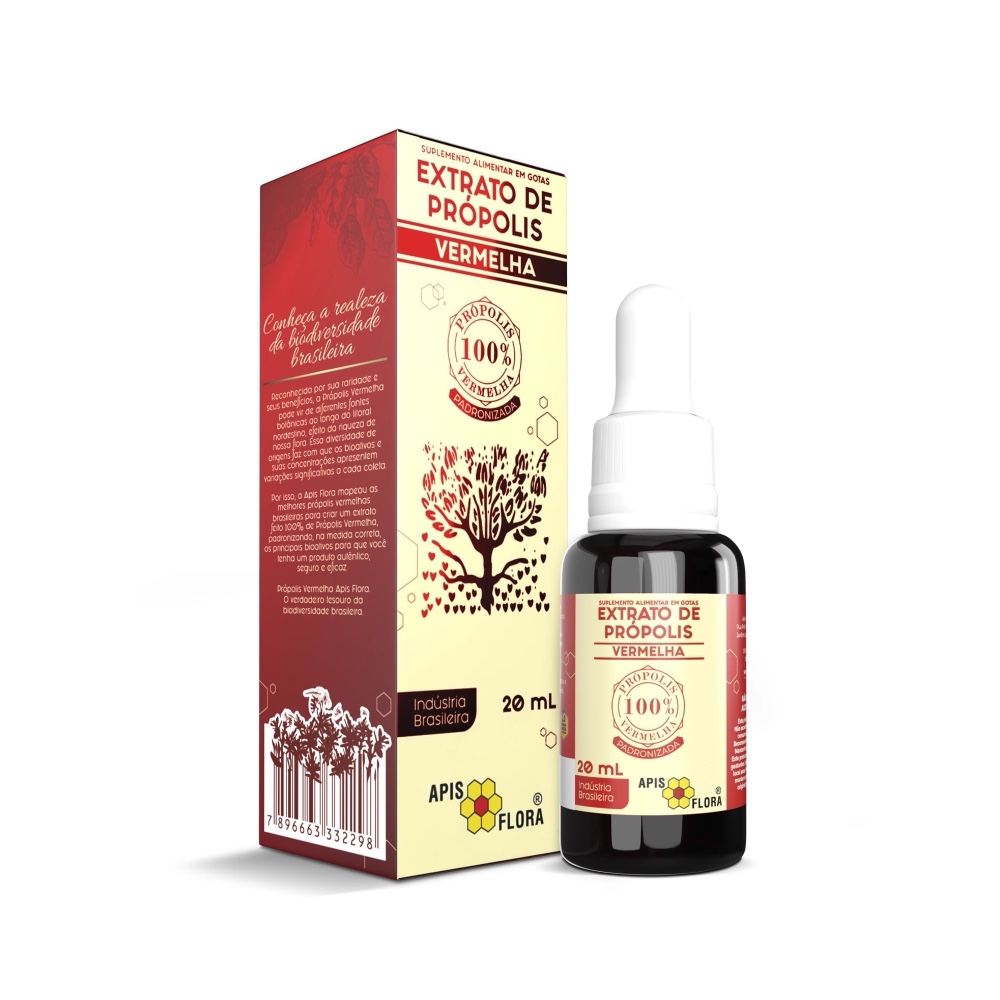 SUPLEMENTO ALIMENTAR EM GOTAS
EXTRATO DE
PRÓPOLIS
VERMELHA
PRÓPOLIS
100%
VERMELHA
PADRONIZADA
Indústria
Brasileira
20 mL
APIS
FLORA
®
Conheça a realeza
da biodiversidade
brasileira
Reconhecida por sua raridade e
seus benefícios, a Própolis Vermelha
pode vir de diferentes fontes
botânicas ao longo do litoral
nordestino, efeito da riqueza de
nossa flora. Essa diversidade de
origens faz com que os bioativos e
suas concentrações apresentem
variações significativas a cada coleta.
Por isso, a Apis Flora mapeou as
melhores própolis vermelhas
brasileiras para criar um extrato
feito 100% de Própolis Vermelha,
padronizando, na medida correta,
os principais bioativos para que você
tenha um produto autêntico,
seguro e eficaz.
Própolis Vermelha Apis Flora.
O verdadeiro tesouro da
biodiversidade brasileira.
7 896663 332298
SUPLEMENTO ALIMENTAR EM GOTAS
EXTRATO DE
PRÓPOLIS
VERMELHA
PRÓPOLIS
100%
VERMELHA
PADRONIZADA
20 mL
Indústria
Brasileira
APIS
FLORA
®